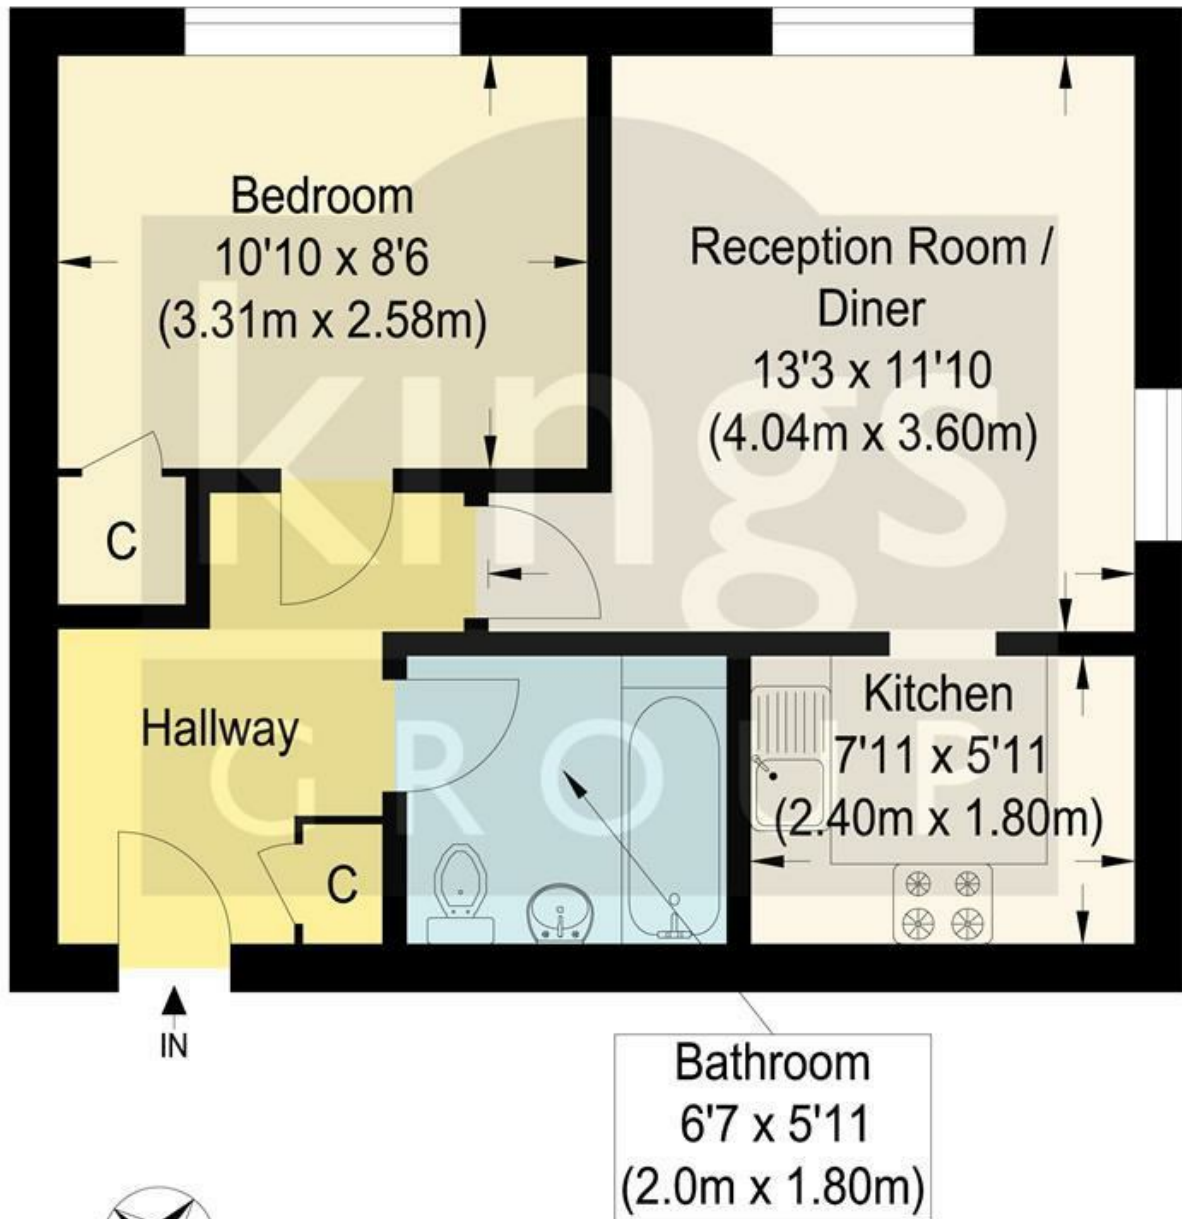 Bedroom
10'10 x 8'6
(3.31m x 2.58m)
Reception Room /
Diner
13'3 x 11'10
(4.04m x 3.60m)
kings
GROUP
C
Hallway
C
Kitchen
7'11 x 5'11
(2.40m x 1.80m)
IN
Bathroom
6'7 x 5'11
(2.0m x 1.80m)